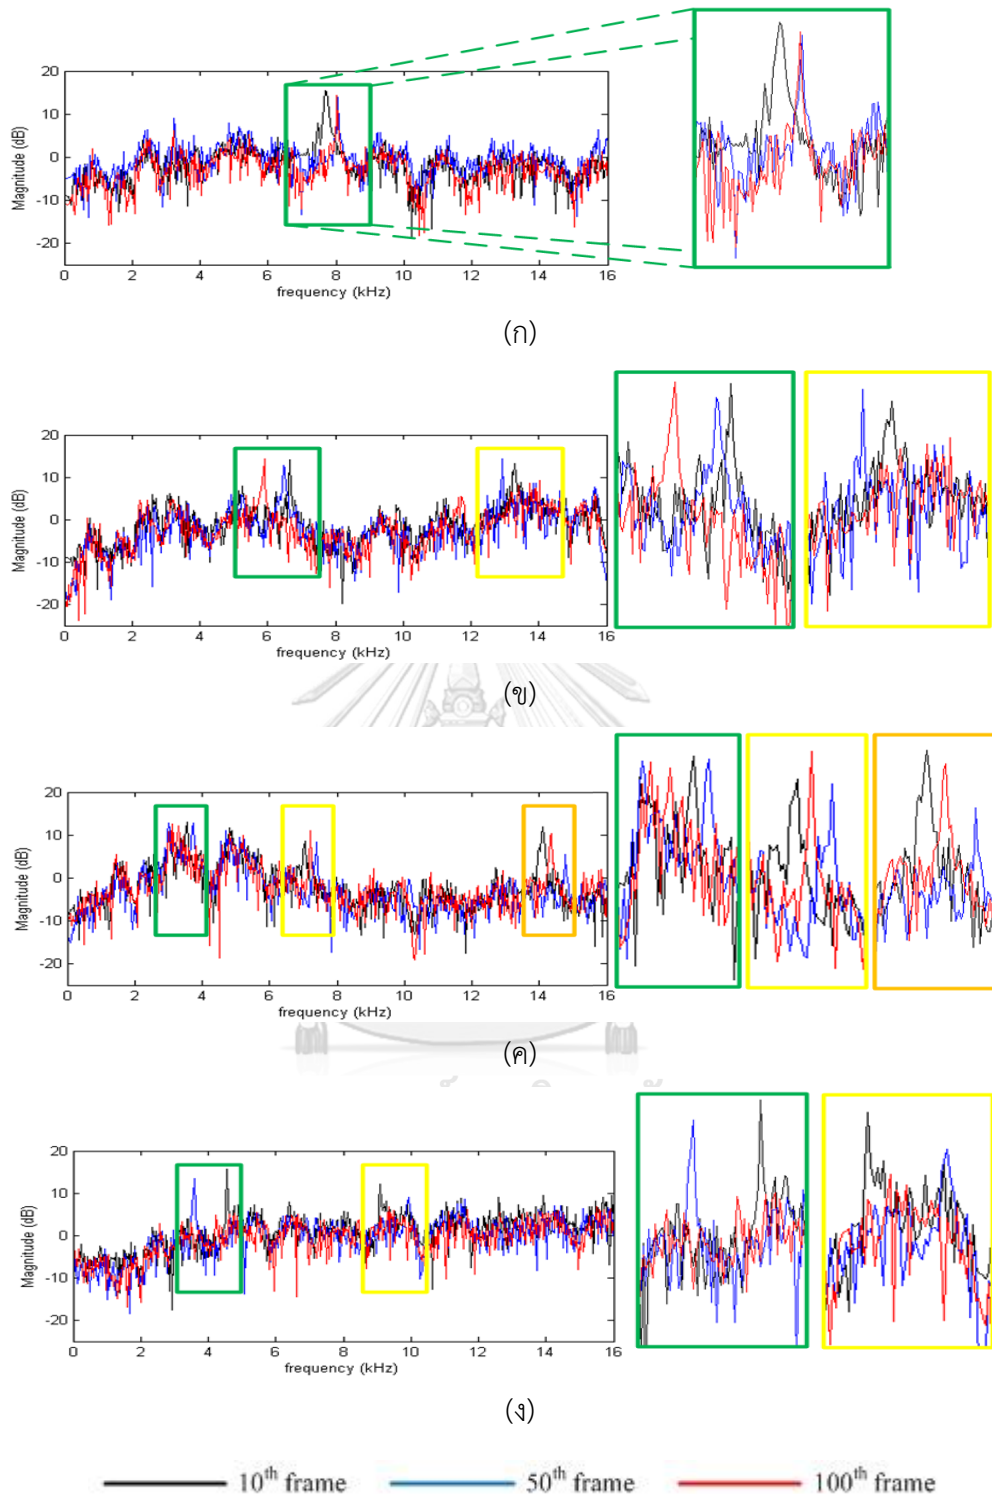 20
10
0
-10
-20
Magnitude (dB)
0 2 4 6 8 10 12 14 16
frequency (kHz)
(ก)
20
10
0
-10
-20
Magnitude (dB)
0 2 4 6 8 10 12 14 16
frequency (kHz)
(ข)
20
10
0
-10
-20
Magnitude (dB)
0 2 4 6 8 10 12 14 16
frequency (kHz)
(ค)
20
10
0
-10
-20
Magnitude (dB)
0 2 4 6 8 10 12 14 16
frequency (kHz)
(ง)
10th frame 50th frame 100th frame